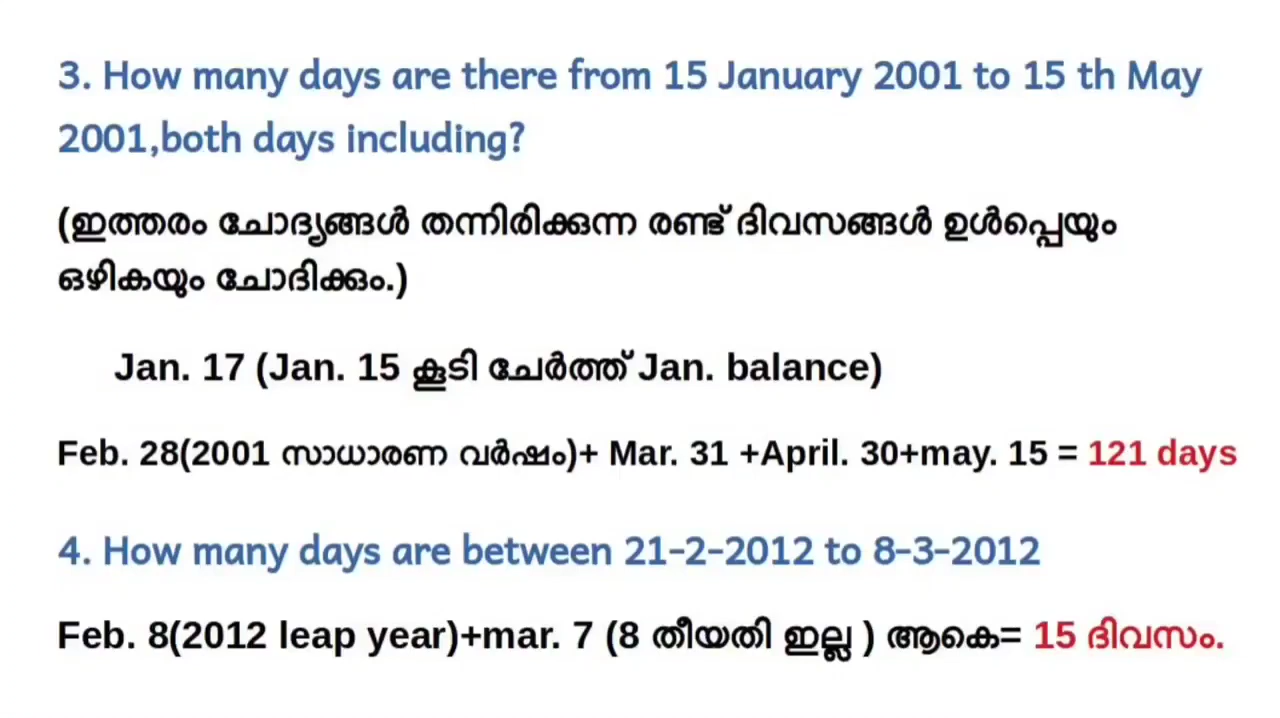 3. How many days are there from 15 January 2001 to 15 th May
2001,both days including?
(ഇത്തരം ചോദ്യങ്ങൾ തന്നിരിക്കുന്ന രണ്ട് ദിവസങ്ങൾ ഉൾപ്പെയും
ഒഴികയും ചോദിക്കും.)
Jan. 17 (Jan. 15 കൂടി ചേർത്ത് Jan. balance)
Feb. 28(2001 സാധാരണ വർഷം)+ Mar. 31 +April. 30+may. 15 = 121 days
4. How many days are between 21-2-2012 to 8-3-2012
Feb. 8(2012 leap year)+mar. 7 (8 തീയതി ഇല്ല ) ആകെ= 15 ദിവസം.